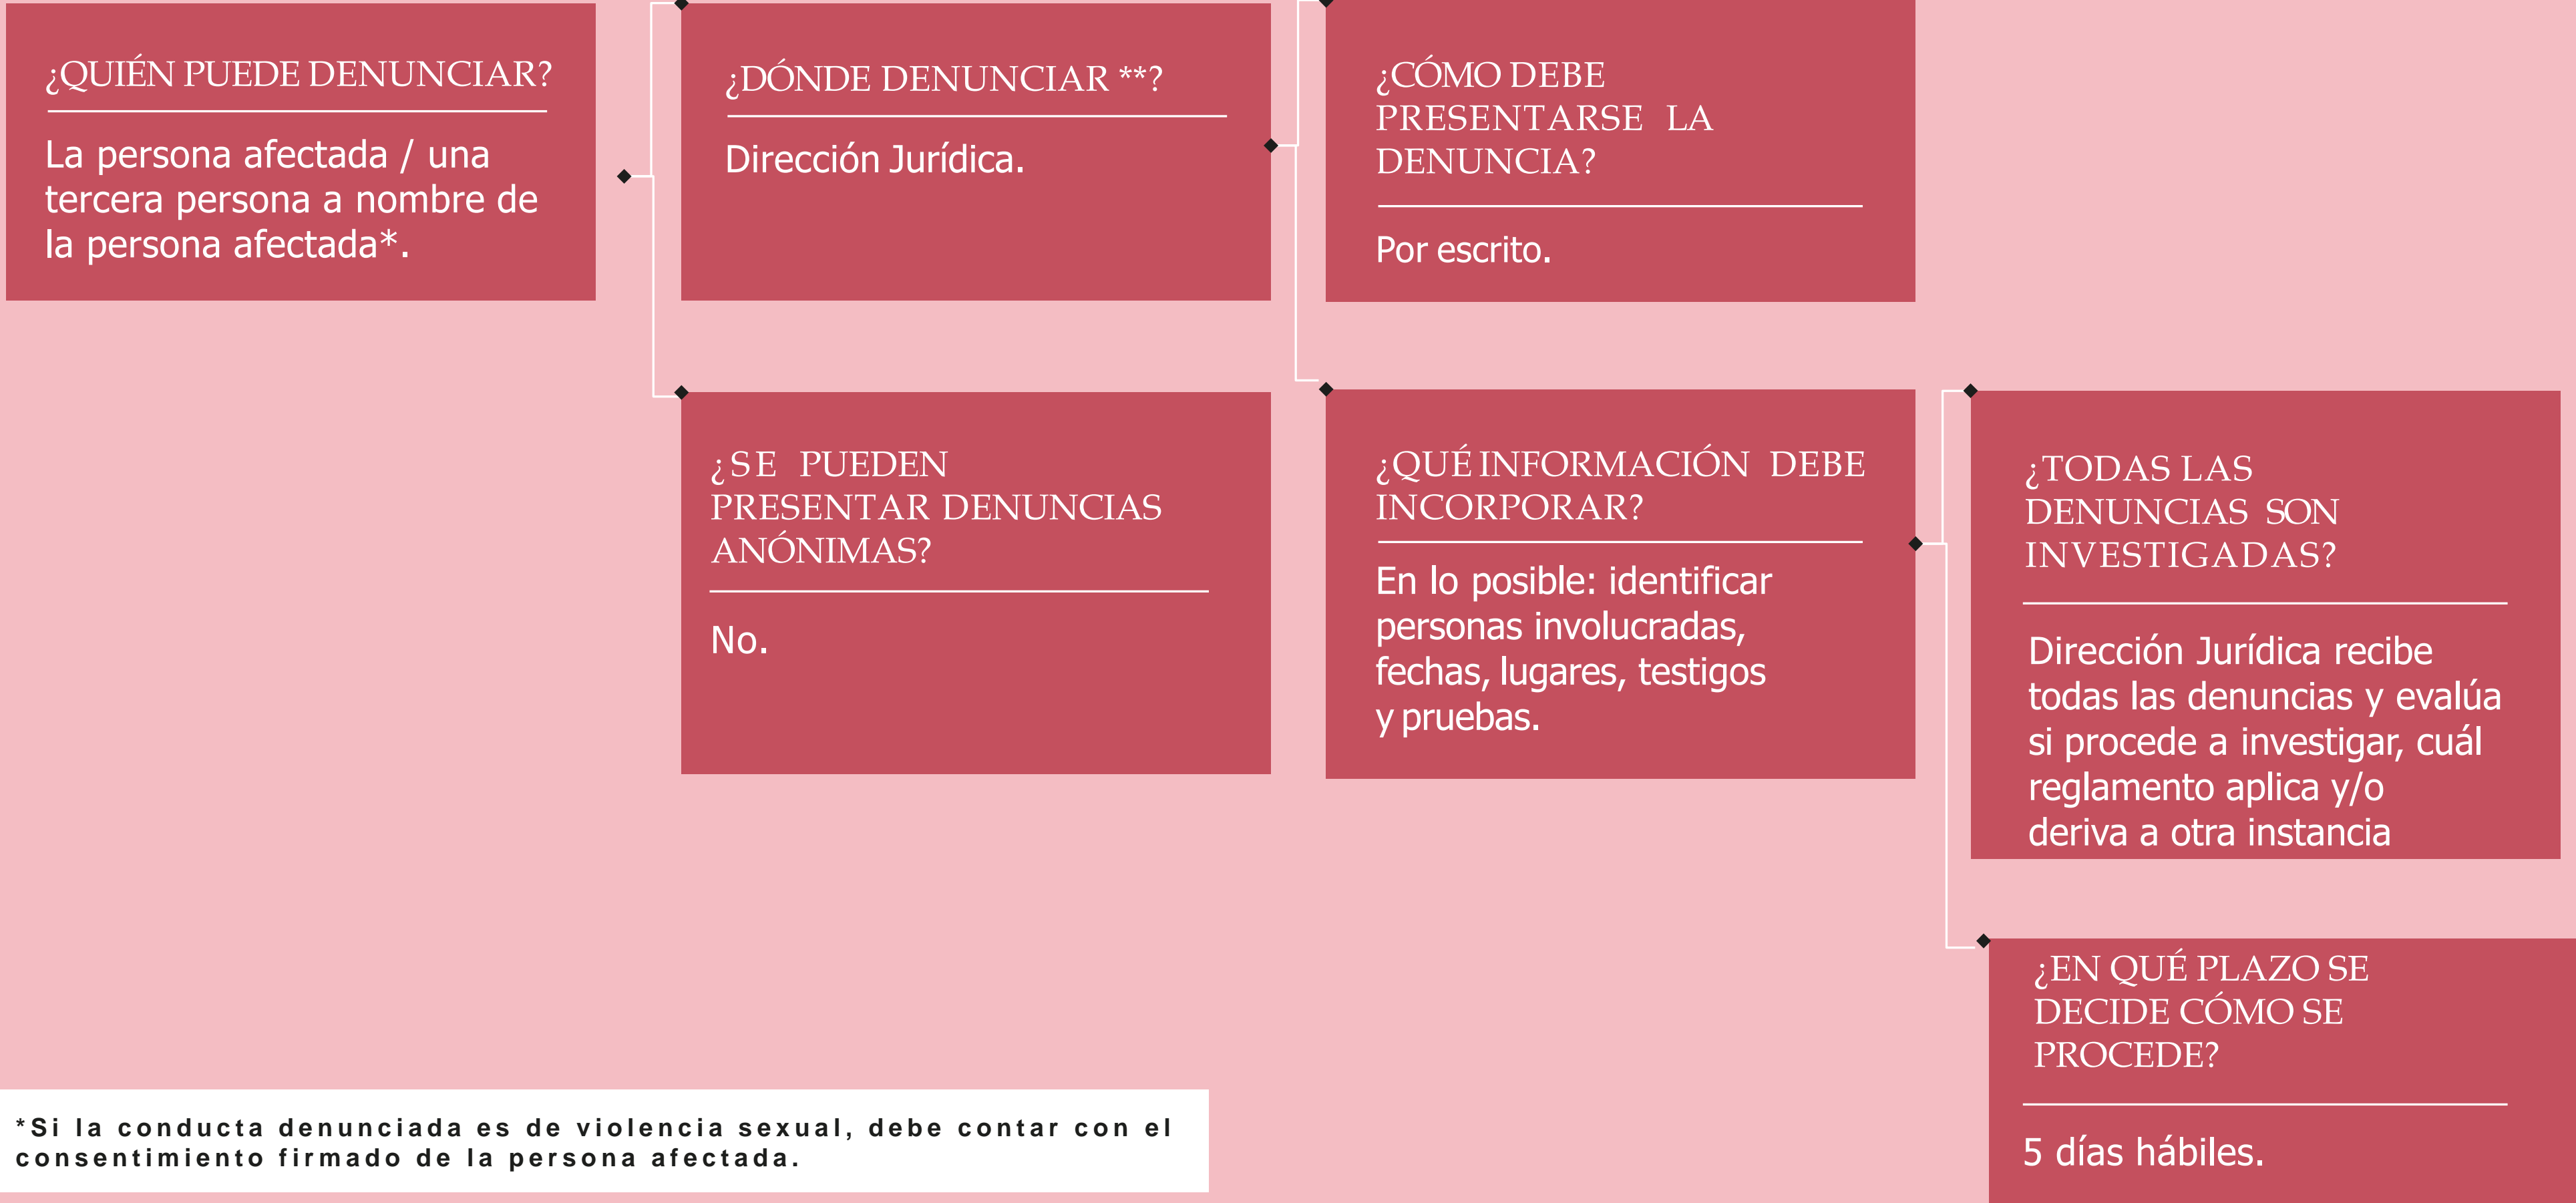 ¿QUIÉN PUEDE DENUNCIAR?
La persona afectada / una
tercera persona a nombre de
la persona afectada*.
¿DÓNDE DENUNCIAR **?
Dirección Jurídica.
¿CÓMO DEBE
PRESENTARSE LA
DENUNCIA?
Por escrito.
¿SE PUEDEN
PRESENTAR DENUNCIAS
ANÓNIMAS?
No.
¿QUÉ INFORMACIÓN DEBE
INCORPORAR?
En lo posible: identificar
personas involucradas,
fechas, lugares, testigos
y pruebas.
¿TODAS LAS
DENUNCIAS SON
INVESTIGADAS?
Dirección Jurídica recibe
todas las denuncias y evalúa
si procede a investigar, cuál
reglamento aplica y/o
deriva a otra instancia
¿EN QUÉ PLAZO SE
DECIDE CÓMO SE
PROCEDE?
5 días hábiles.
*Si la conducta denunciada es de violencia sexual, debe contar con el
consentimiento firmado de la persona afectada.